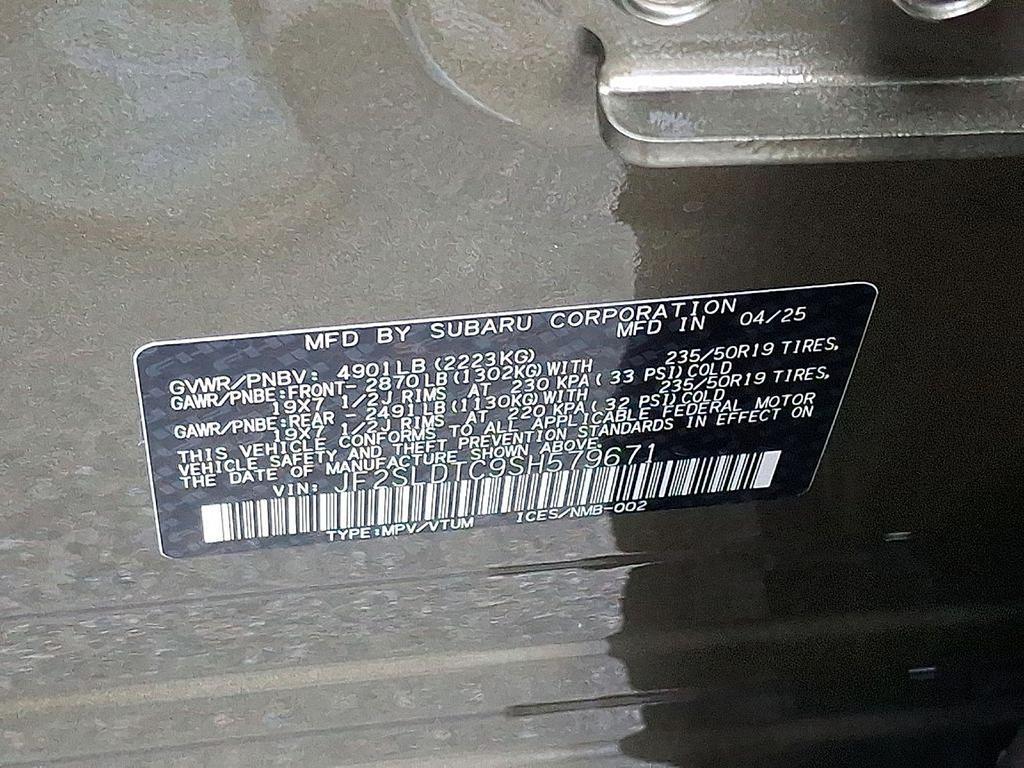 MFD BY SUBARU CORPORATION
MFD IN 04/25
GVWR/PNBV: 4901LB(2223KG)
GAWR/PNBE:FRONT- 2870LB(1302KG)WITH 235/50R19 TIRES,
19X7 1/2J RIMS AT 230 KPA( 33 PSI)COLD
GAWR/PNBE:REAR - 2491LB(1130KG)WITH 235/50R19 TIRES,
19X7 1/2J RIMS AT 220 KPA( 32 PSI)COLD
THIS VEHICLE CONFORMS TO ALL APPLICABLE FEDERAL MOTOR
VEHICLE SAFETY AND THEFT PREVENTION STANDARDS IN EFFECT ON
THE DATE OF MANUFACTURE SHOWN ABOVE.
VIN: JF2SLDTC9SH579671
TYPE:MPV/VTUM ICES/NMB-002